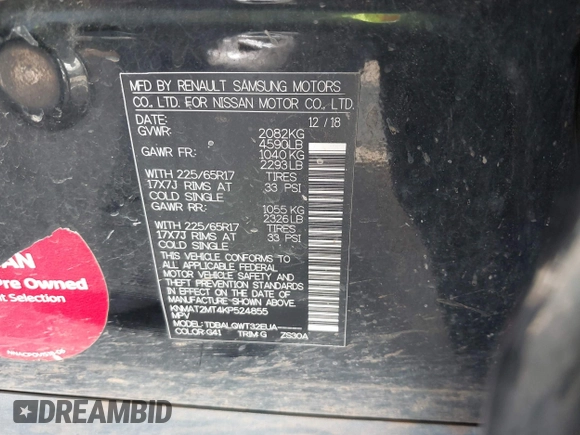 MFD BY RENAULT SAMSUNG MOTORS
CO., LTD. FOR NISSAN MOTOR CO., LTD.
DATE: 12 / 18
GVWR: 2082KG
4590LB
GAWR FR: 1040 KG
2293 LB
WITH 225/65R17 TIRES
17X7J RIMS AT 33 PSI
COLD SINGLE
GAWR RR: 1055 KG
2326 LB
WITH 225/65R17 TIRES
17X7J RIMS AT 33 PSI
COLD SINGLE
THIS VEHICLE CONFORMS TO
ALL APPLICABLE FEDERAL
MOTOR VEHICLE SAFETY AND
THEFT PREVENTION STANDARDS
IN EFFECT ON THE DATE OF
MANUFACTURE SHOWN ABOVE.
KNMAT2MT4KP524855
MPV
MODEL: TDBALGWT32EUA
COLOR: G41 TRIM: G ZS30A
AN
Pre Owned
t Selection
DREAMBID